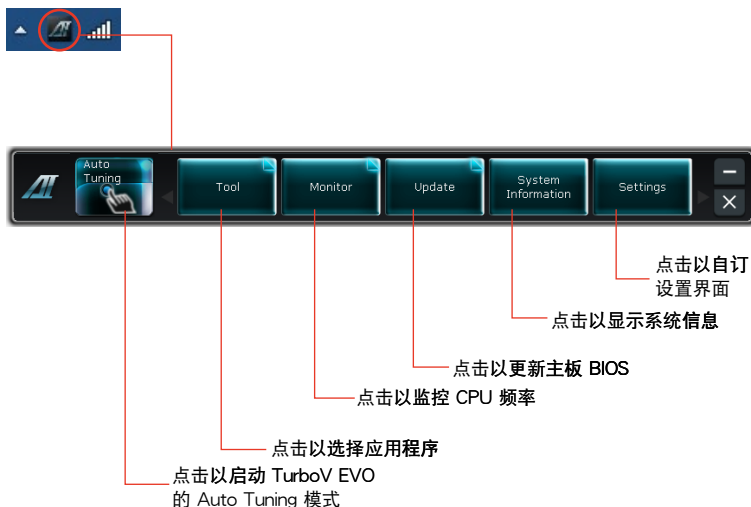 Auto
Tuning
Tool
Monitor
Update
System
Information
Settings
点击以自订
设置界面
点击以显示系统信息
点击以更新主板 BIOS
点击以监控 CPU 频率
点击以选择应用程序
点击以启动 TurboV EVO
的 Auto Tuning 模式